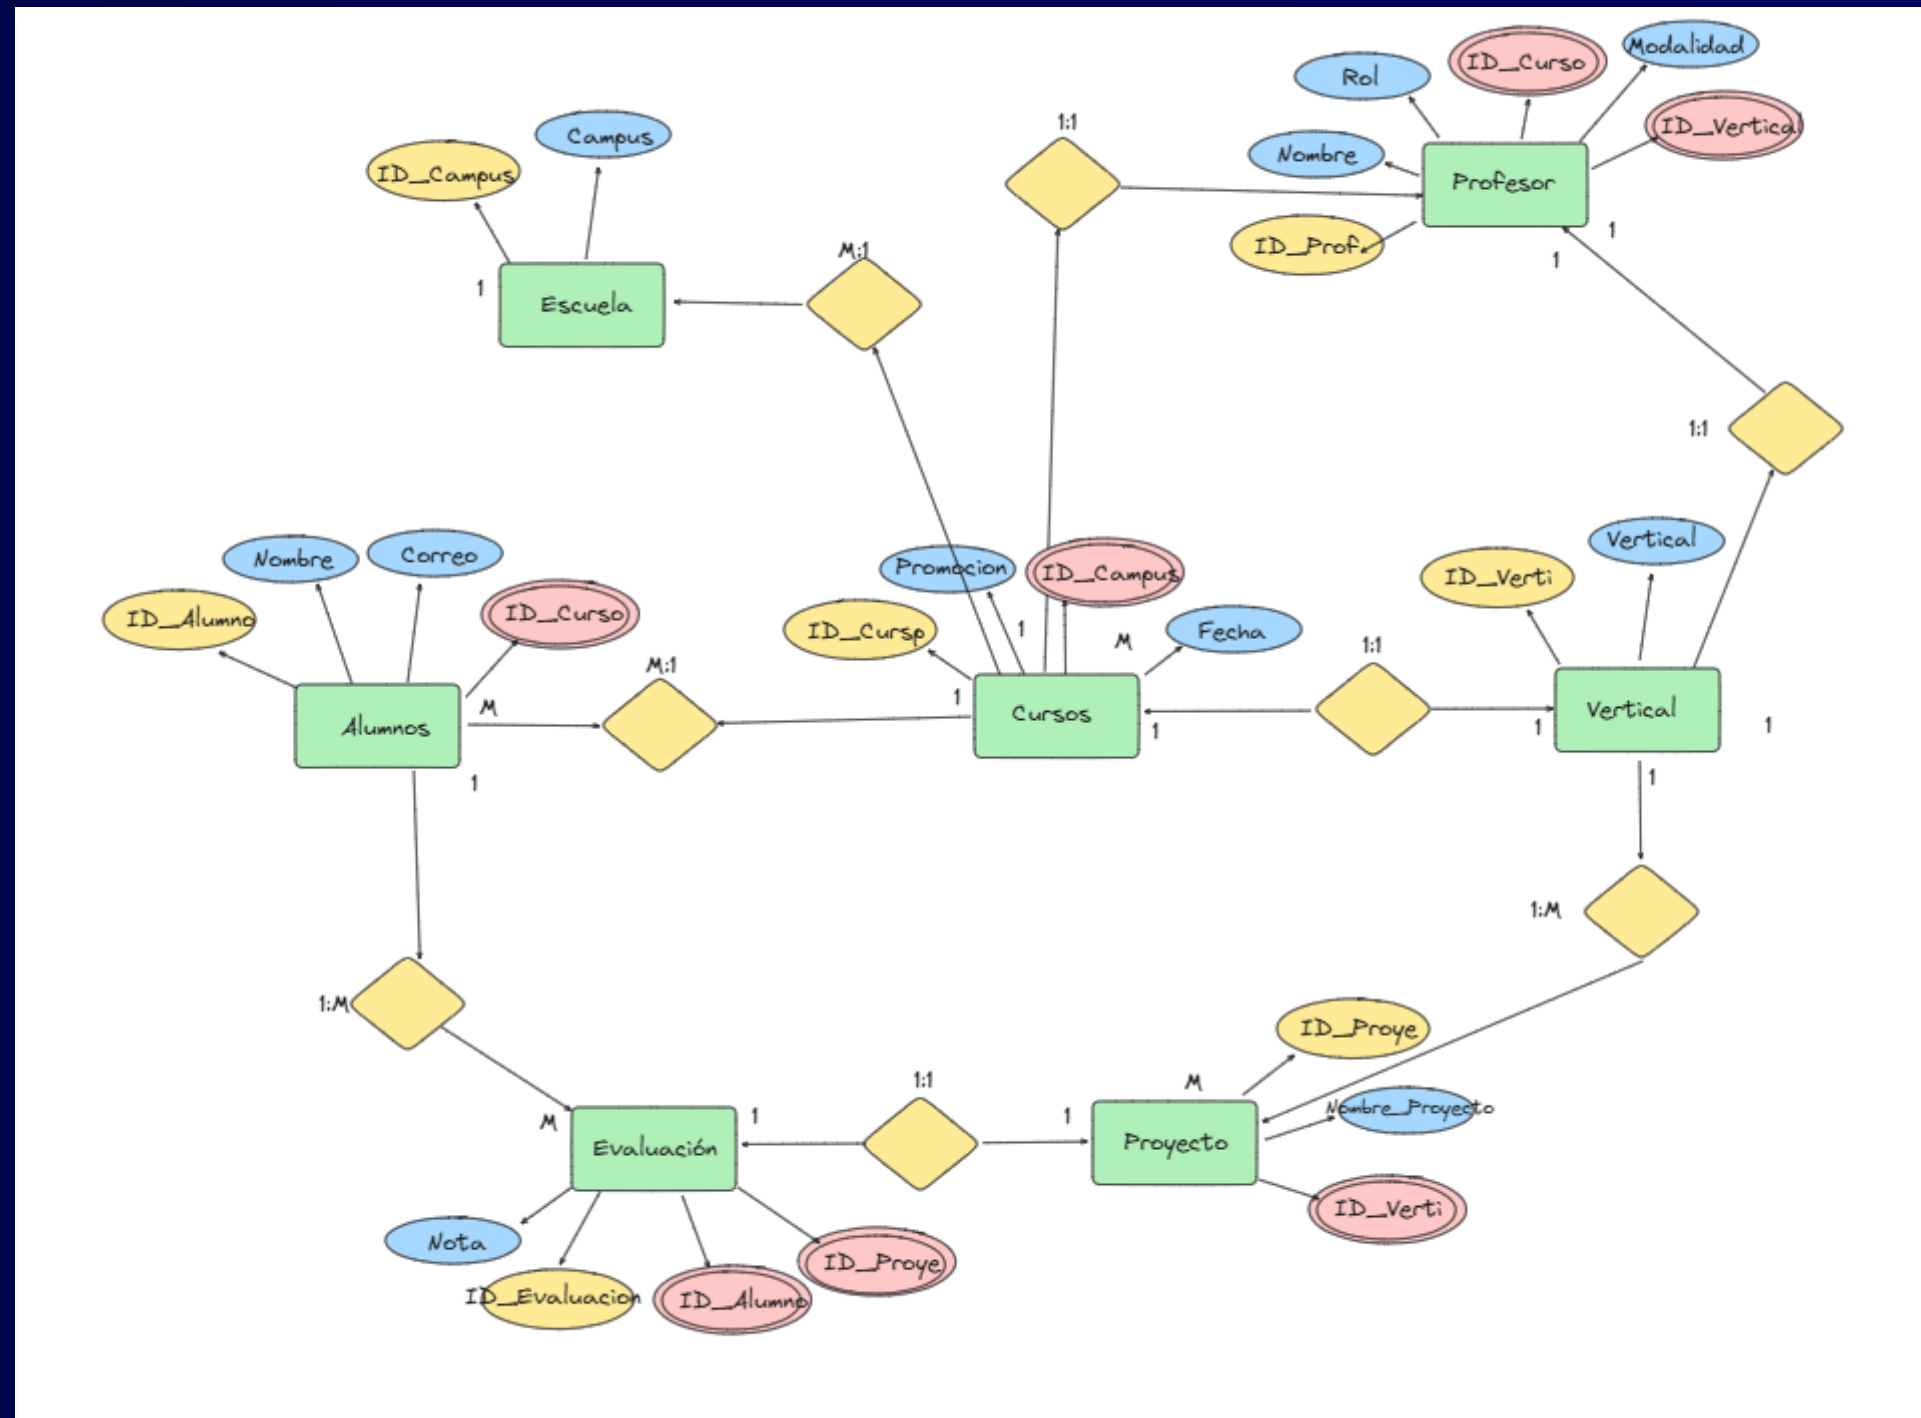 Modalidad
ID_Curso
Rol
1:1
ID_Vertical
Campus
Nombre
ID_Campus
Profesor
1
ID_Prof.
M:1
1
1
Escuela
1:1
Vertical
Correo
Nombre
Promocion
ID_Campus
ID_Verti
ID_Curso
ID_Alumno
ID_Cursp
1
M
Fecha
1:1
M:1
1
M
Alumnos
Cursos
1
1
Vertical
1
1
1
1:M
1:M
ID_Proye
1:1
M
Nombre_Proyecto
M
1
1
Evaluación
Proyecto
ID_Verti
Nota
ID_Proye
ID_Evaluacion
ID_Alumno